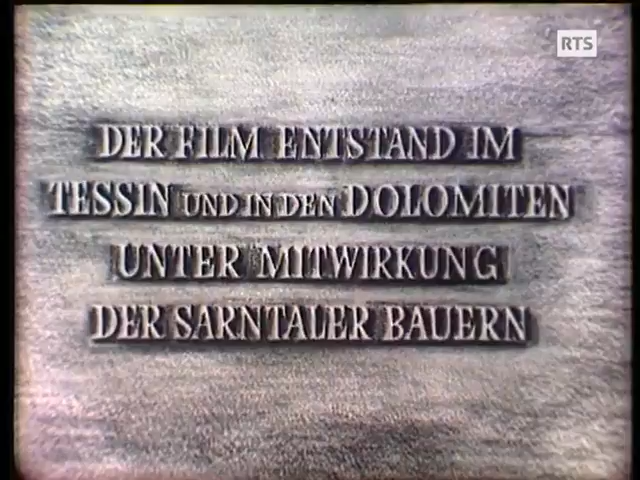 RTS
DER FILM ENTSTAND IM
TESSIN UND IN DEN DOLOMITEN
UNTER MITWIRKUNG
DER SARNTALER BAUERN